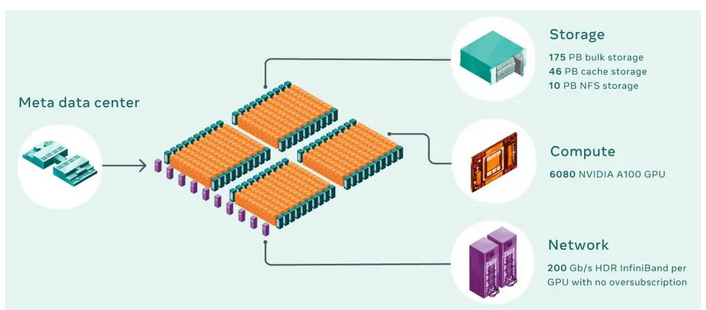 Meta data center
Storage
175 PB bulk storage
46 PB cache storage
10 PB NFS storage
Compute
6080 NVIDIA A100 GPU
Network
200 Gb/s HDR InfiniBand per
GPU with no oversubscription